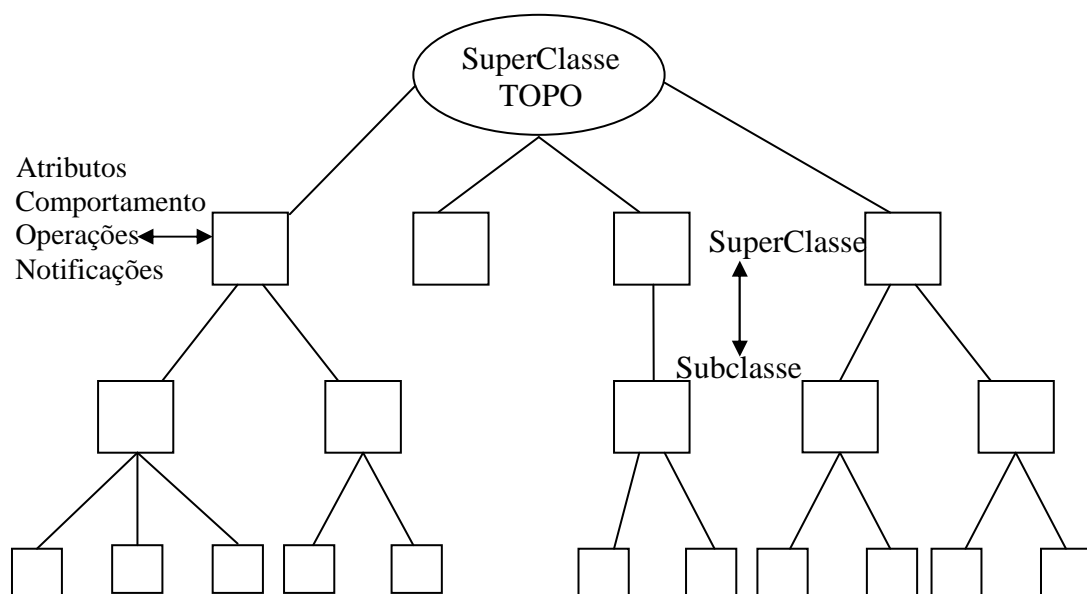 SuperClasse
TOPO
Atributos
Comportamento
Operações
Notificações
SuperClasse
Subclasse